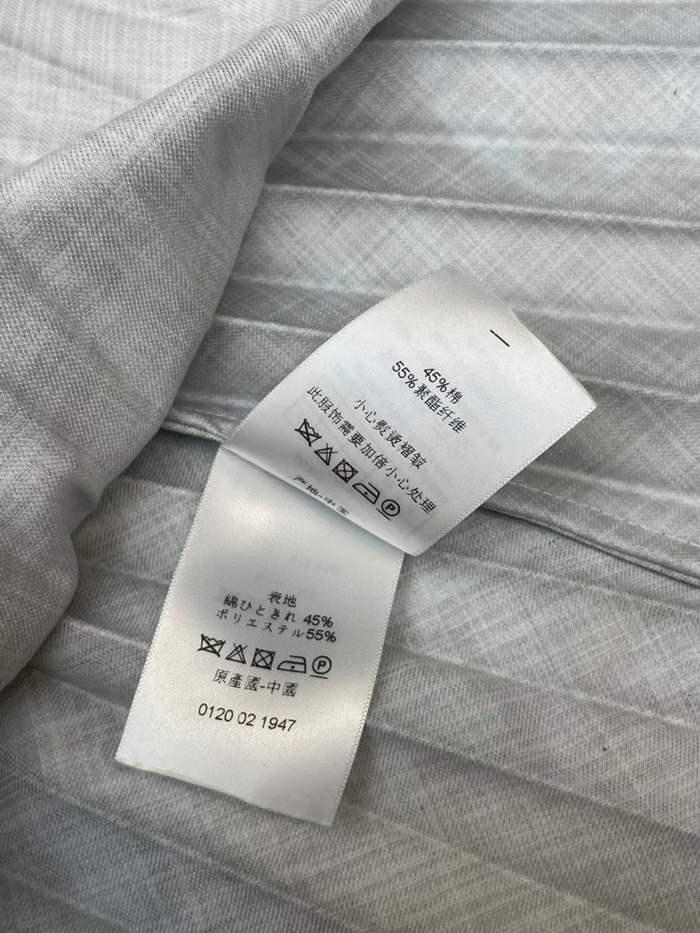 45%棉
55%聚酯纤维
小心熨烫褶皱
此服饰需要加倍小心处理
P
表地
綿ひときれ 45%
ポリエステル55%
P
原產國-中國
0120 02 1947